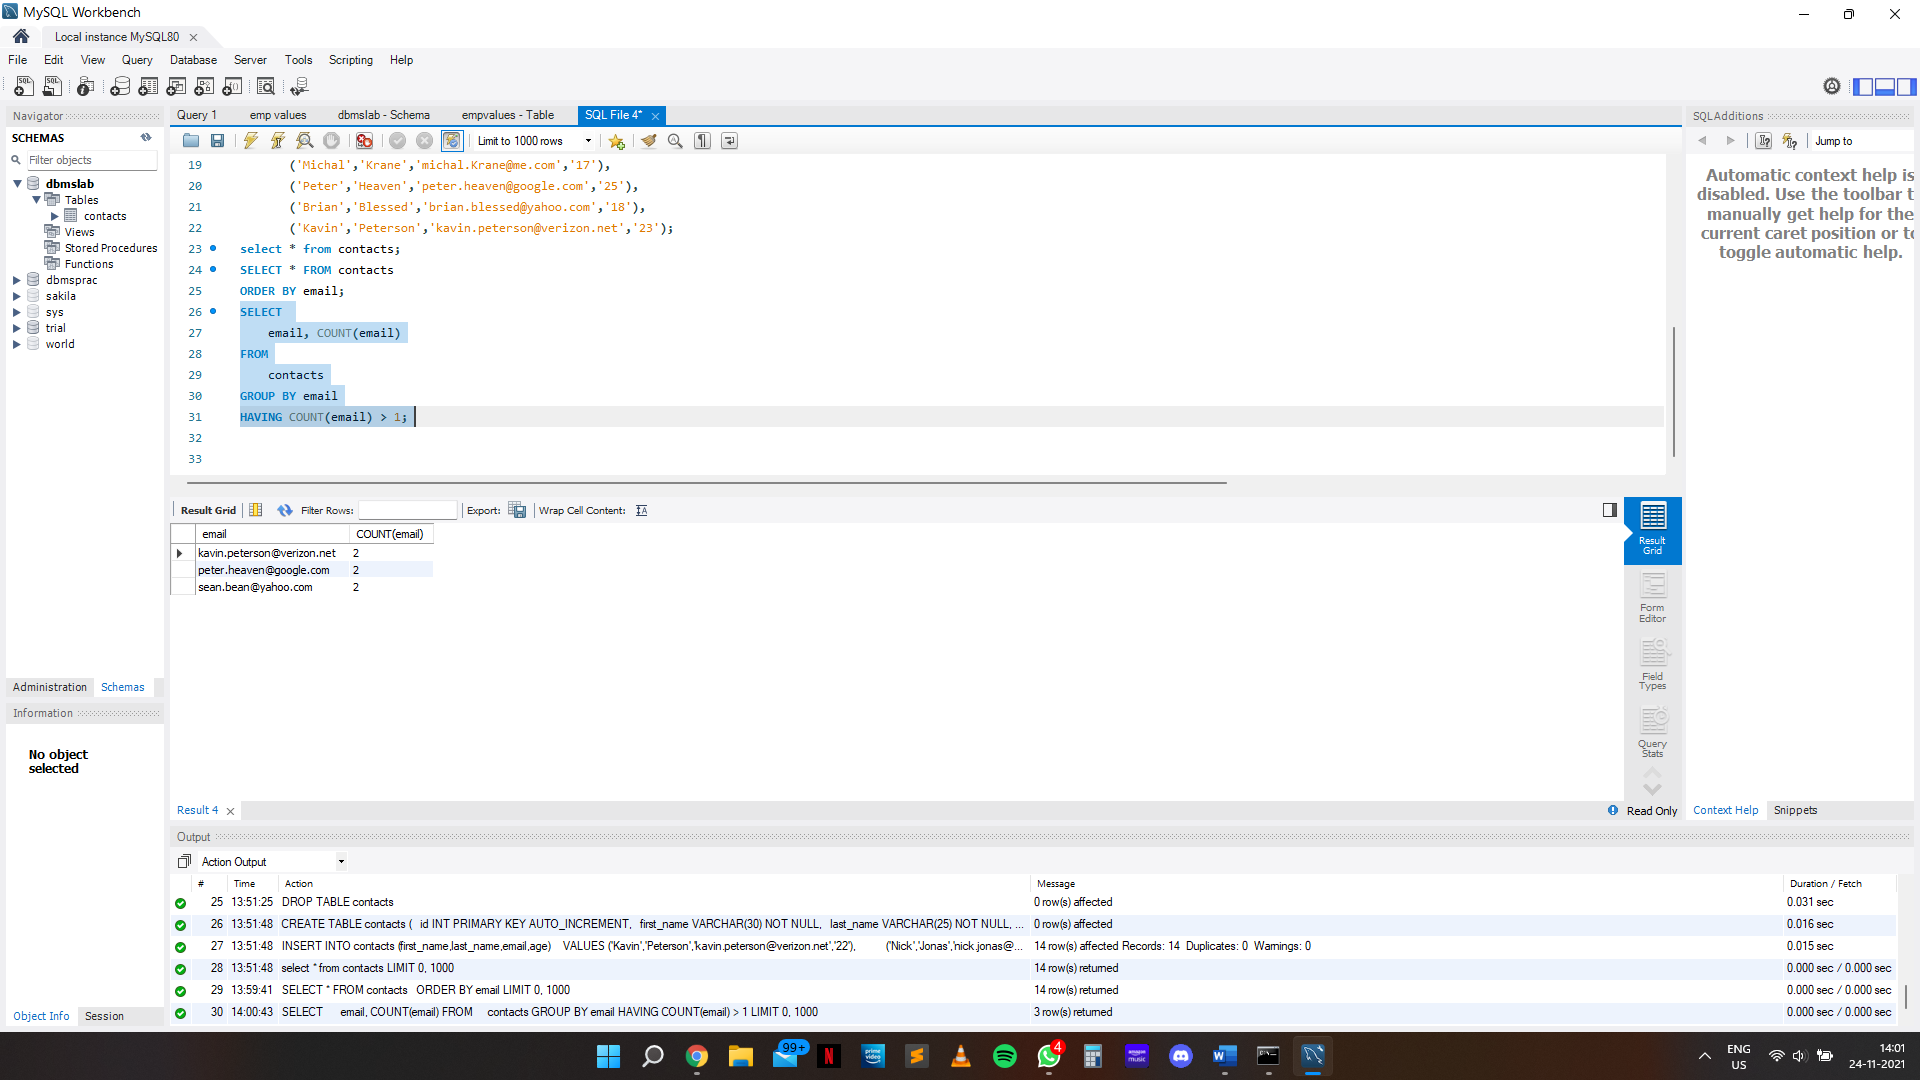 MySQL Workbench
Local instance MySQL80
File Edit View Query Database Server Tools Scripting Help
Navigator
SCHEMAS
Filter objects
dbmslab
Tables
contacts
Views
Stored Procedures
Functions
dbmsprac
sakila
sys
trial
world
Administration Schemas
Information
No object
selected
Object Info Session
Query 1 emp values dbmslab - Schema empvalues - Table SQL File 4*
Limit to 1000 rows
19 ('Michal','Krane','michal.Krane@me.com','17'),
20 ('Peter','Heaven','peter.heaven@google.com','25'),
21 ('Brian','Blessed','brian.blessed@yahoo.com','18'),
22 ('Kavin','Peterson','kavin.peterson@verizon.net','23');
23 select * from contacts;
24 SELECT * FROM contacts
25 ORDER BY email;
26 SELECT
27 email, COUNT(email)
28 FROM
29 contacts
30 GROUP BY email
31 HAVING COUNT(email) > 1;
32
33
Result Grid Filter Rows: Export: Wrap Cell Content:
email COUNT(email)
kavin.peterson@verizon.net 2
peter.heaven@google.com 2
sean.bean@yahoo.com 2
Result
Grid
Form
Editor
Field
Types
Query
Stats
Result 4
Read Only
SQLAdditions
Jump to
Automatic context help is
disabled. Use the toolbar t
manually get help for the
current caret position or to
toggle automatic help.
Context Help Snippets
Output
Action Output
# Time Action Message Duration / Fetch
25 13:51:25 DROP TABLE contacts 0 row(s) affected 0.031 sec
26 13:51:48 CREATE TABLE contacts ( id INT PRIMARY KEY AUTO_INCREMENT, first_name VARCHAR(30) NOT NULL, last_name VARCHAR(25) NOT NULL, ... 0 row(s) affected 0.016 sec
27 13:51:48 INSERT INTO contacts (first_name,last_name,email,age) VALUES ('Kavin','Peterson','kavin.peterson@verizon.net','22'), ('Nick','Jonas','nick.jonas@... 14 row(s) affected Records: 14 Duplicates: 0 Warnings: 0 0.015 sec
28 13:51:48 select * from contacts LIMIT 0, 1000 14 row(s) returned 0.000 sec / 0.000 sec
29 13:59:41 SELECT * FROM contacts ORDER BY email LIMIT 0, 1000 14 row(s) returned 0.000 sec / 0.000 sec
30 14:00:43 SELECT email, COUNT(email) FROM contacts GROUP BY email HAVING COUNT(email) > 1 LIMIT 0, 1000 3 row(s) returned 0.000 sec / 0.000 sec
99+
prime video
4
amazon music
ENG
US
14:01
24-11-2021